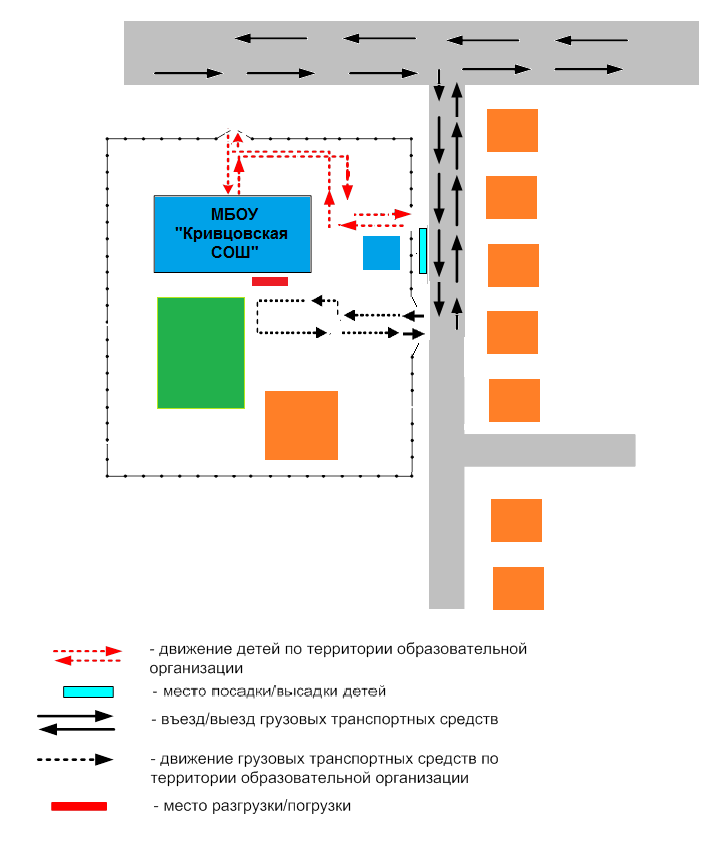 МБОУ
"Кривцовская
СОШ"
- движение детей по территории образовательной
организации
- место посадки/высадки детей
- въезд/выезд грузовых транспортных средств
- движение грузовых транспортных средств по
территории образовательной организации
- место разгрузки/погрузки